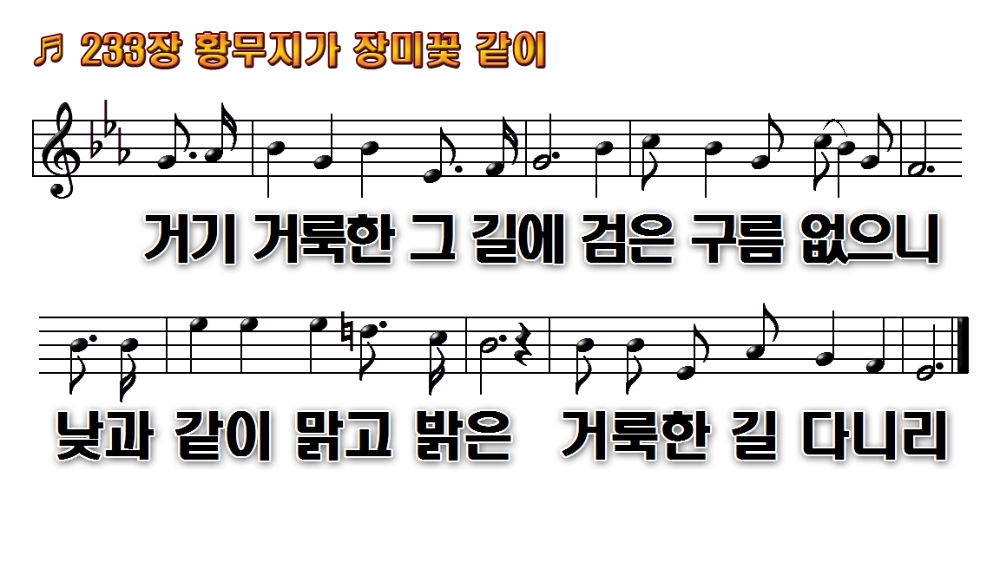 233장 황무지가 장미꽃 같이
거기 거룩한 그 길에 검은 구름 없으니
낮과 같이 맑고 밝은 거룩한 길 다니리